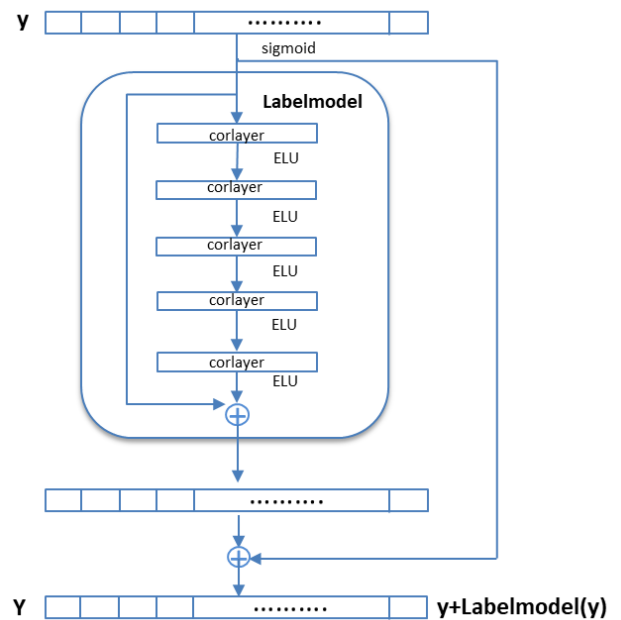 y ..........
sigmoid
Labelmodel
corlayer
ELU
corlayer
ELU
corlayer
ELU
corlayer
ELU
corlayer
ELU
..........
Y .......... y+Labelmodel(y)